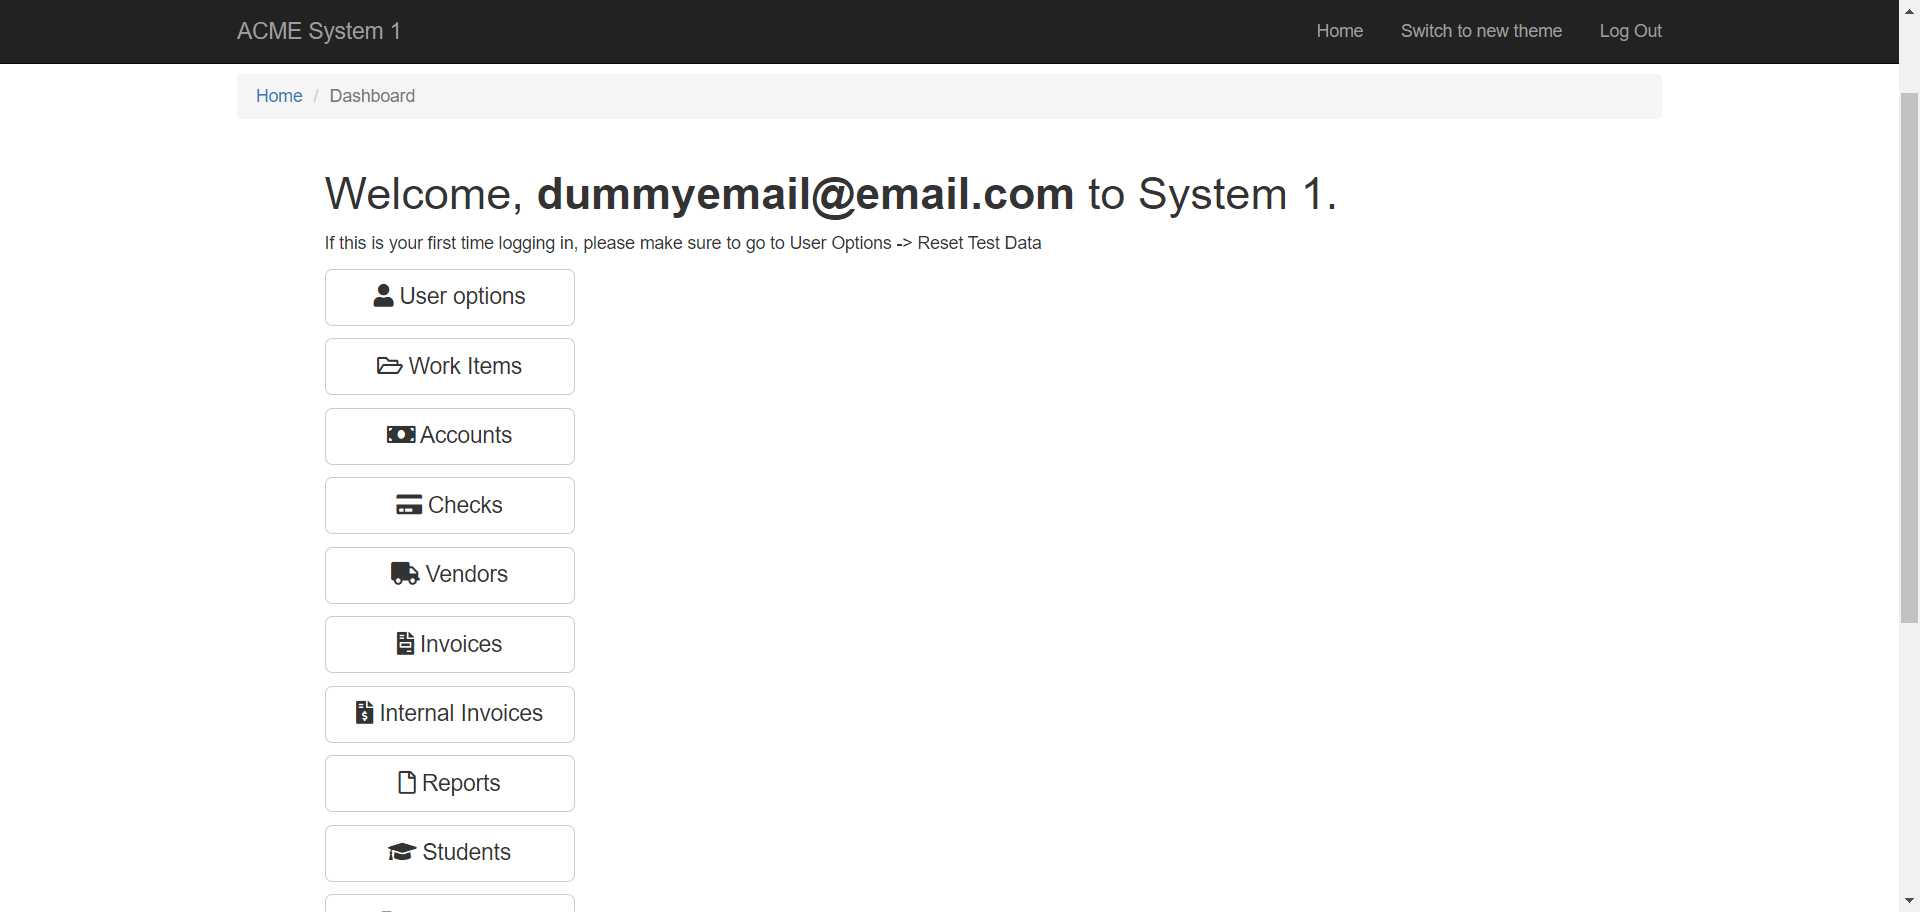 ACME System 1
Home
Switch to new theme
Log Out
Home / Dashboard
Welcome, dummyemail@email.com to System 1.
If this is your first time logging in, please make sure to go to User Options -> Reset Test Data
User options
Work Items
Accounts
Checks
Vendors
Invoices
Internal Invoices
Reports
Students